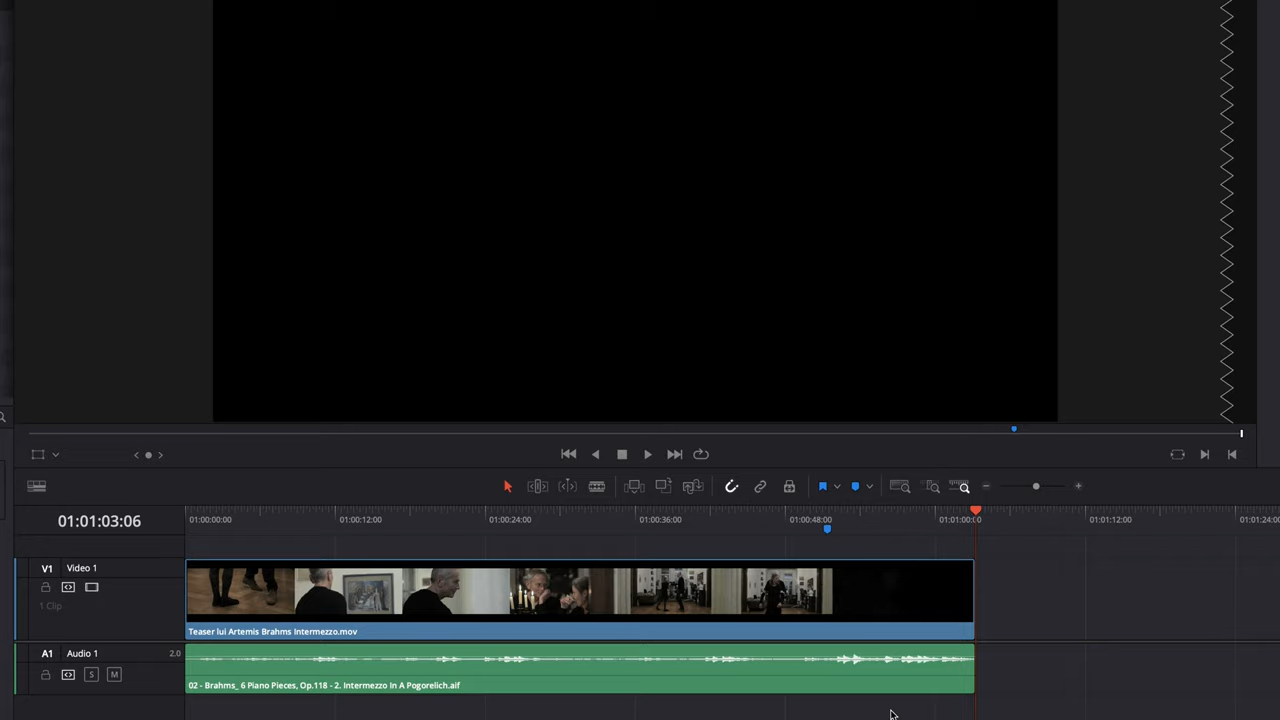 01:01:03:06
01:00:00:00
01:00:12:00
01:00:24:00
01:00:36:00
01:00:48:00
01:01:00:0
01:01:12:00
01:01:24:00
V1 Video 1
1 Clip
Teaser lui Artemis Brahms Intermezzo.mov
A1 Audio 1 2.0
S M
02 - Brahms_ 6 Piano Pieces, Op.118 - 2. Intermezzo In A Pogorelich.aif